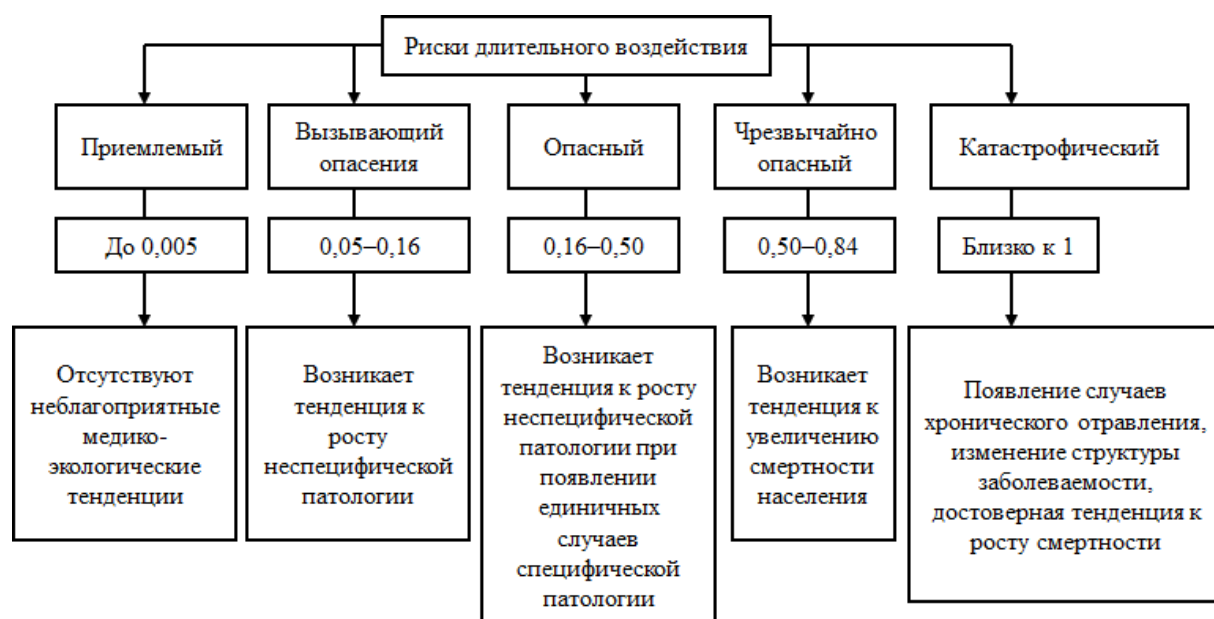 Риски длительного воздействия
Приемлемый
Вызывающий
опасения
Опасный
Чрезвычайно
опасный
Катастрофический
До 0,005
0,05–0,16
0,16–0,50
0,50–0,84
Близко к 1
Отсутствуют
неблагоприятные
медико-
экологические
тенденции
Возникает
тенденция к
росту
неспецифической
патологии
Возникает
тенденция к росту
неспецифической
патологии при
появлении
единичных
случаев
специфической
патологии
Возникает
тенденция к
увеличению
смертности
населения
Появление случаев
хронического отравления,
изменение структуры
заболеваемости,
достоверная тенденция к
росту смертности